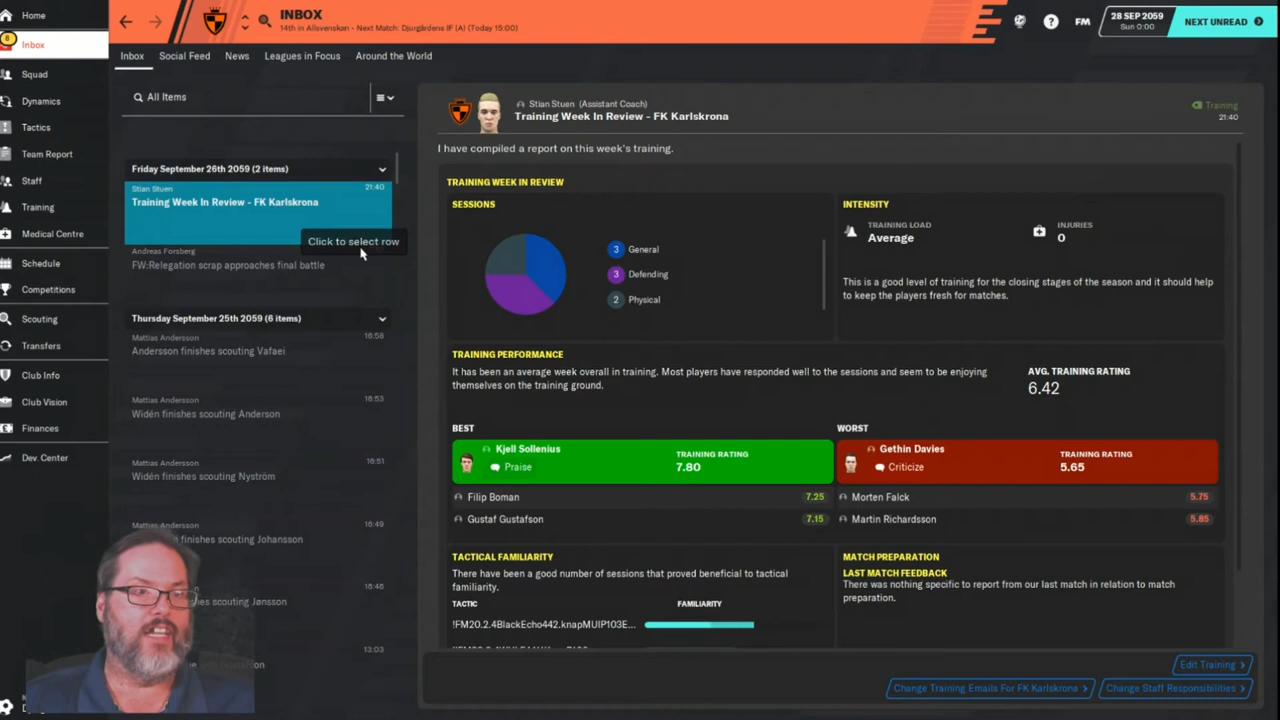 Home
Inbox
8
Squad
Dynamics
Tactics
Team Report
Staff
Training
Medical Centre
Schedule
Competitions
Scouting
Transfers
Club Info
Club Vision
Finances
Dev. Center
INBOX
14th in Allsvenskan - Next Match: Djurgårdens IF (A) (Today 15:00)
FM
28 SEP 2059
Sun 0:00
NEXT UNREAD
Inbox Social Feed News Leagues in Focus Around the World
All Items
Friday September 26th 2059 (2 items)
Stian Stuen 21:40
Training Week In Review - FK Karlskrona
Click to select row
Andreas Forsberg
FW:Relegation scrap approaches final battle
Thursday September 25th 2059 (6 items)
Mattias Andersson 16:58
Andersson finishes scouting Vafaei
Mattias Andersson 16:53
Widén finishes scouting Anderson
Mattias Andersson 16:51
Widén finishes scouting Nyström
Mattias Andersson 16:49
finishes scouting Johansson
16:46
hes scouting Jønsson
13:03
Stian Stuen (Assistant Coach)
Training Week In Review - FK Karlskrona
Training
21:40
I have compiled a report on this week's training.
TRAINING WEEK IN REVIEW
SESSIONS
3 General
3 Defending
2 Physical
INTENSITY
TRAINING LOAD
Average
INJURIES
0
This is a good level of training for the closing stages of the season and it should help
to keep the players fresh for matches.
TRAINING PERFORMANCE
It has been an average week overall in training. Most players have responded well to the sessions and seem to be enjoying
themselves on the training ground.
AVG. TRAINING RATING
6.42
BEST
Kjell Sollenius
Praise
TRAINING RATING
7.80
Filip Boman 7.25
Gustaf Gustafson 7.15
WORST
Gethin Davies
Criticize
TRAINING RATING
5.65
Morten Falck 5.75
Martin Richardsson 5.85
TACTICAL FAMILIARITY
There have been a good number of sessions that proved beneficial to tactical
familiarity.
TACTIC FAMILIARITY
!FM20.2.4BlackEcho442.knapMUIP103E...
MATCH PREPARATION
LAST MATCH FEEDBACK
There was nothing specific to report from our last match in relation to match
preparation.
Edit Training
Change Training Emails For FK Karlskrona
Change Staff Responsibilities